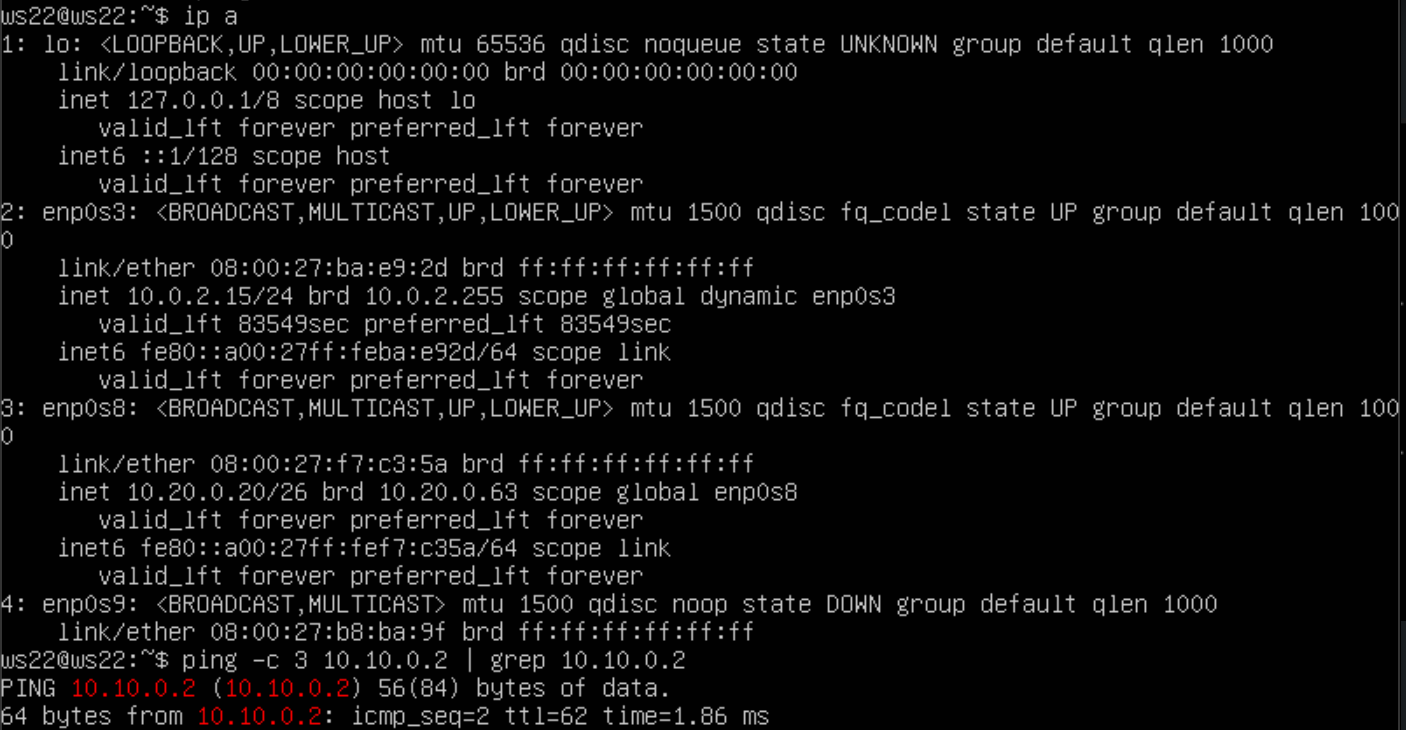 ws22@ws22:~$ ip a
1: lo: <LOOPBACK,UP,LOWER_UP> mtu 65536 qdisc noqueue state UNKNOWN group default qlen 1000
    link/loopback 00:00:00:00:00:00 brd 00:00:00:00:00:00
    inet 127.0.0.1/8 scope host lo
       valid_lft forever preferred_lft forever
    inet6 ::1/128 scope host
       valid_lft forever preferred_lft forever
2: enp0s3: <BROADCAST,MULTICAST,UP,LOWER_UP> mtu 1500 qdisc fq_codel state UP group default qlen 100
0
    link/ether 08:00:27:ba:e9:2d brd ff:ff:ff:ff:ff:ff
    inet 10.0.2.15/24 brd 10.0.2.255 scope global dynamic enp0s3
       valid_lft 83549sec preferred_lft 83549sec
    inet6 fe80::a00:27ff:feba:e92d/64 scope link
       valid_lft forever preferred_lft forever
3: enp0s8: <BROADCAST,MULTICAST,UP,LOWER_UP> mtu 1500 qdisc fq_codel state UP group default qlen 100
0
    link/ether 08:00:27:f7:c3:5a brd ff:ff:ff:ff:ff:ff
    inet 10.20.0.20/26 brd 10.20.0.63 scope global enp0s8
       valid_lft forever preferred_lft forever
    inet6 fe80::a00:27ff:fef7:c35a/64 scope link
       valid_lft forever preferred_lft forever
4: enp0s9: <BROADCAST,MULTICAST> mtu 1500 qdisc noop state DOWN group default qlen 1000
    link/ether 08:00:27:b8:ba:9f brd ff:ff:ff:ff:ff:ff
ws22@ws22:~$ ping -c 3 10.10.0.2 | grep 10.10.0.2
PING 10.10.0.2 (10.10.0.2) 56(84) bytes of data.
64 bytes from 10.10.0.2: icmp_seq=2 ttl=62 time=1.86 ms